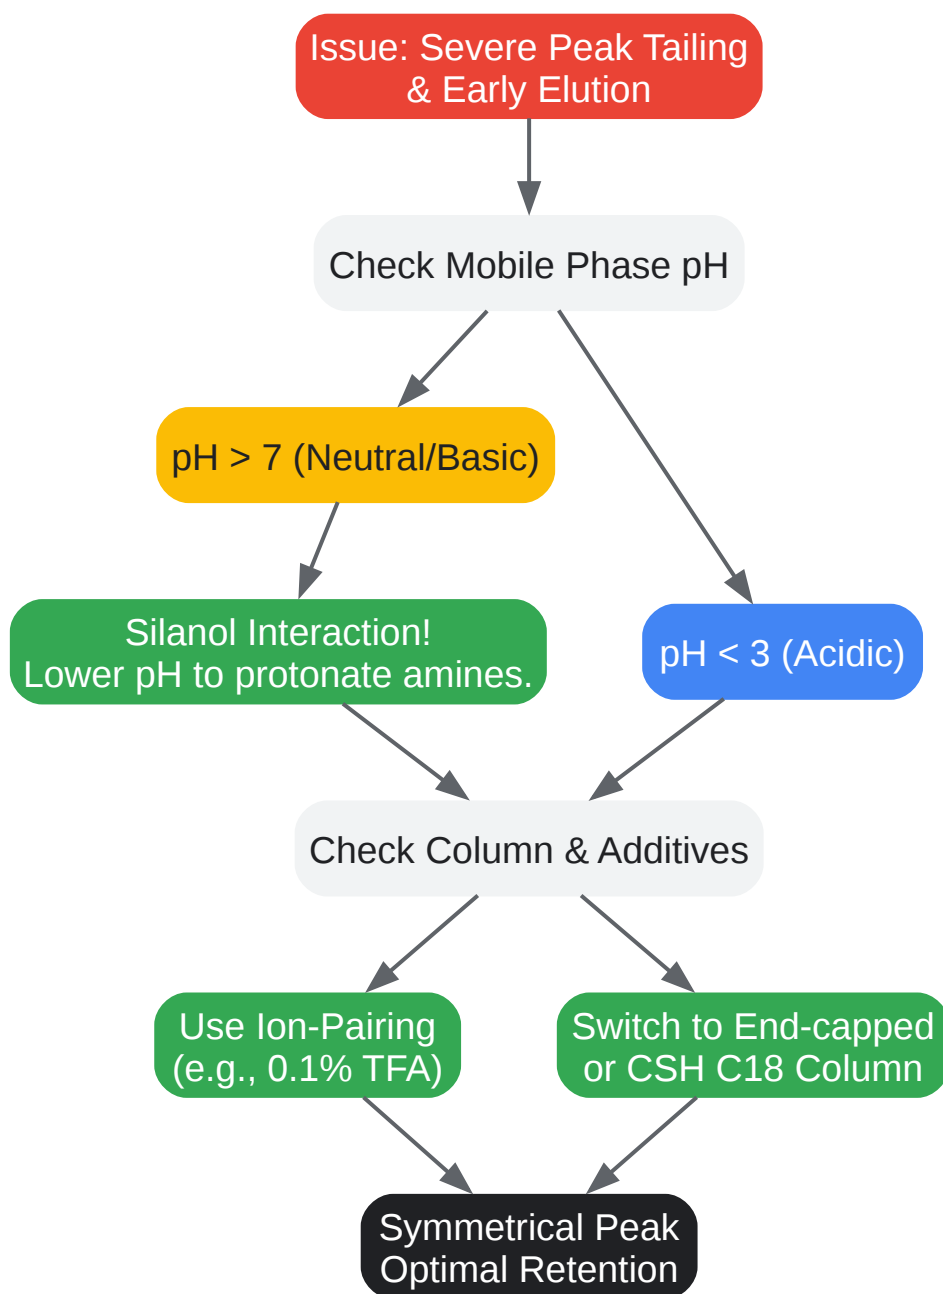 Issue: Severe Peak Tailing
& Early Elution
Check Mobile Phase pH
pH > 7 (Neutral/Basic)
Silanol Interaction!
Lower pH to protonate amines.
pH < 3 (Acidic)
Check Column & Additives
Use Ion-Pairing
(e.g., 0.1% TFA)
Switch to End-capped
or CSH C18 Column
Symmetrical Peak
Optimal Retention